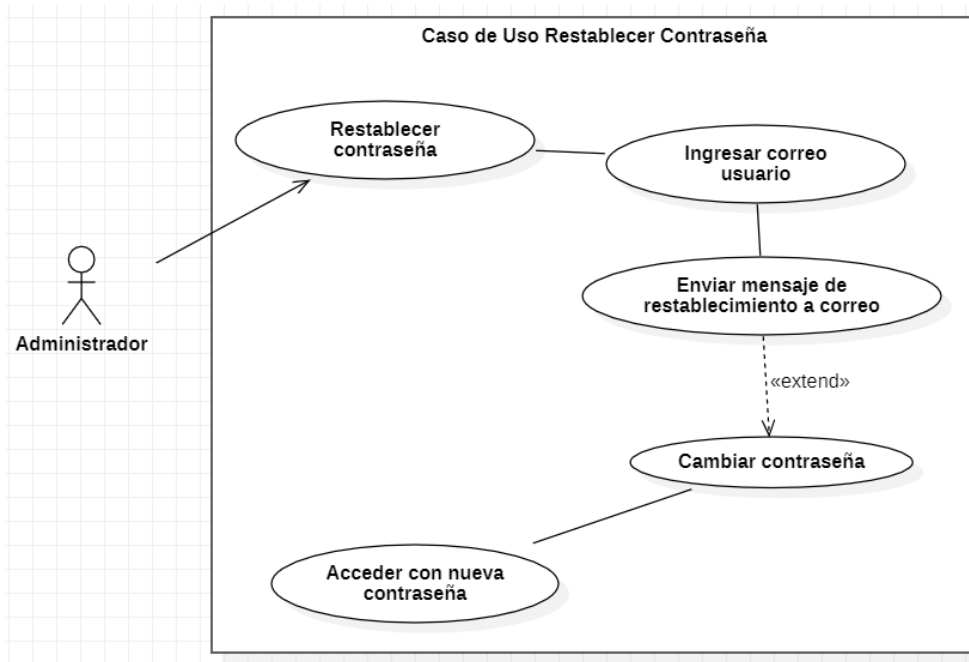 Caso de Uso Restablecer Contraseña
Restablecer
contraseña
Ingresar correo
usuario
Enviar mensaje de
restablecimiento a correo
Administrador
«extend»
Cambiar contraseña
Acceder con nueva
contraseña